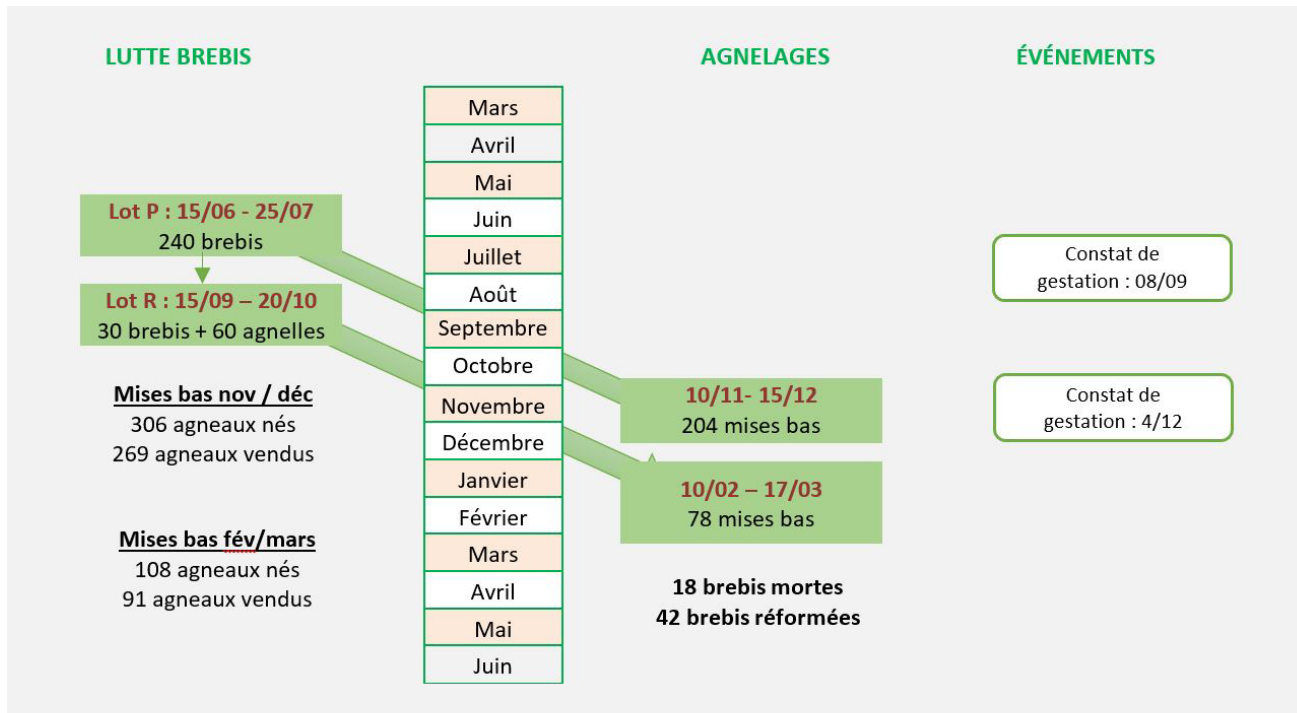 LUTTE BREBIS
AGNELAGES
ÉVÉNEMENTS
Mars
Avril
Mai
Juin
Juillet
Août
Septembre
Octobre
Novembre
Décembre
Janvier
Février
Mars
Avril
Mai
Juin
Lot P : 15/06 - 25/07
240 brebis
Lot R : 15/09 – 20/10
30 brebis + 60 agnelles
Mises bas nov / déc
306 agneaux nés
269 agneaux vendus
Mises bas fév/mars
108 agneaux nés
91 agneaux vendus
10/11- 15/12
204 mises bas
10/02 – 17/03
78 mises bas
18 brebis mortes
42 brebis réformées
Constat de
gestation : 08/09
Constat de
gestation : 4/12